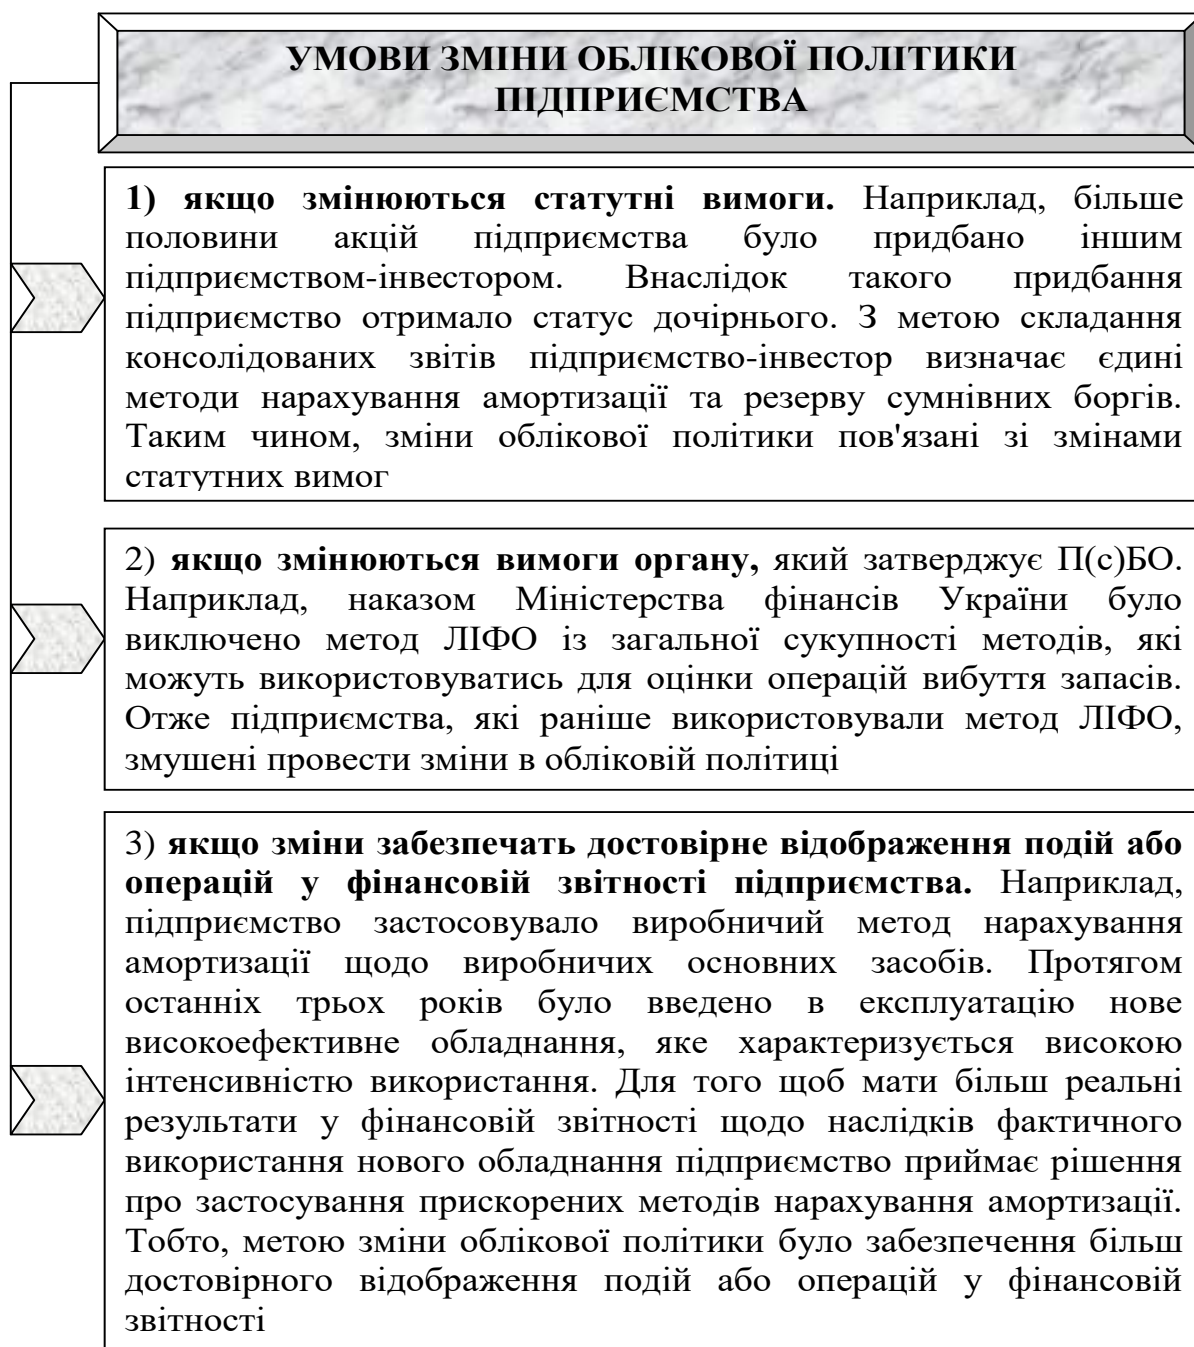 УМОВИ ЗМІНИ ОБЛІКОВОЇ ПОЛІТИКИ
ПІДПРИЄМСТВА
1) якщо змінюються статутні вимоги. Наприклад, більше
половини акцій підприємства було придбано іншим
підприємством-інвестором. Внаслідок такого придбання
підприємство отримало статус дочірнього. З метою складання
консолідованих звітів підприємство-інвестор визначає єдині
методи нарахування амортизації та резерву сумнівних боргів.
Таким чином, зміни облікової політики пов'язані зі змінами
статутних вимог
2) якщо змінюються вимоги органу, який затверджує П(с)БО.
Наприклад, наказом Міністерства фінансів України було
виключено метод ЛІФО із загальної сукупності методів, які
можуть використовуватись для оцінки операцій вибуття запасів.
Отже підприємства, які раніше використовували метод ЛІФО,
змушені провести зміни в обліковій політиці
3) якщо зміни забезпечать достовірне відображення подій або
операцій у фінансовій звітності підприємства. Наприклад,
підприємство застосовувало виробничий метод нарахування
амортизації щодо виробничих основних засобів. Протягом
останніх трьох років було введено в експлуатацію нове
високоефективне обладнання, яке характеризується високою
інтенсивністю використання. Для того щоб мати більш реальні
результати у фінансовій звітності щодо наслідків фактичного
використання нового обладнання підприємство приймає рішення
про застосування прискорених методів нарахування амортизації.
Тобто, метою зміни облікової політики було забезпечення більш
достовірного відображення подій або операцій у фінансовій
звітності